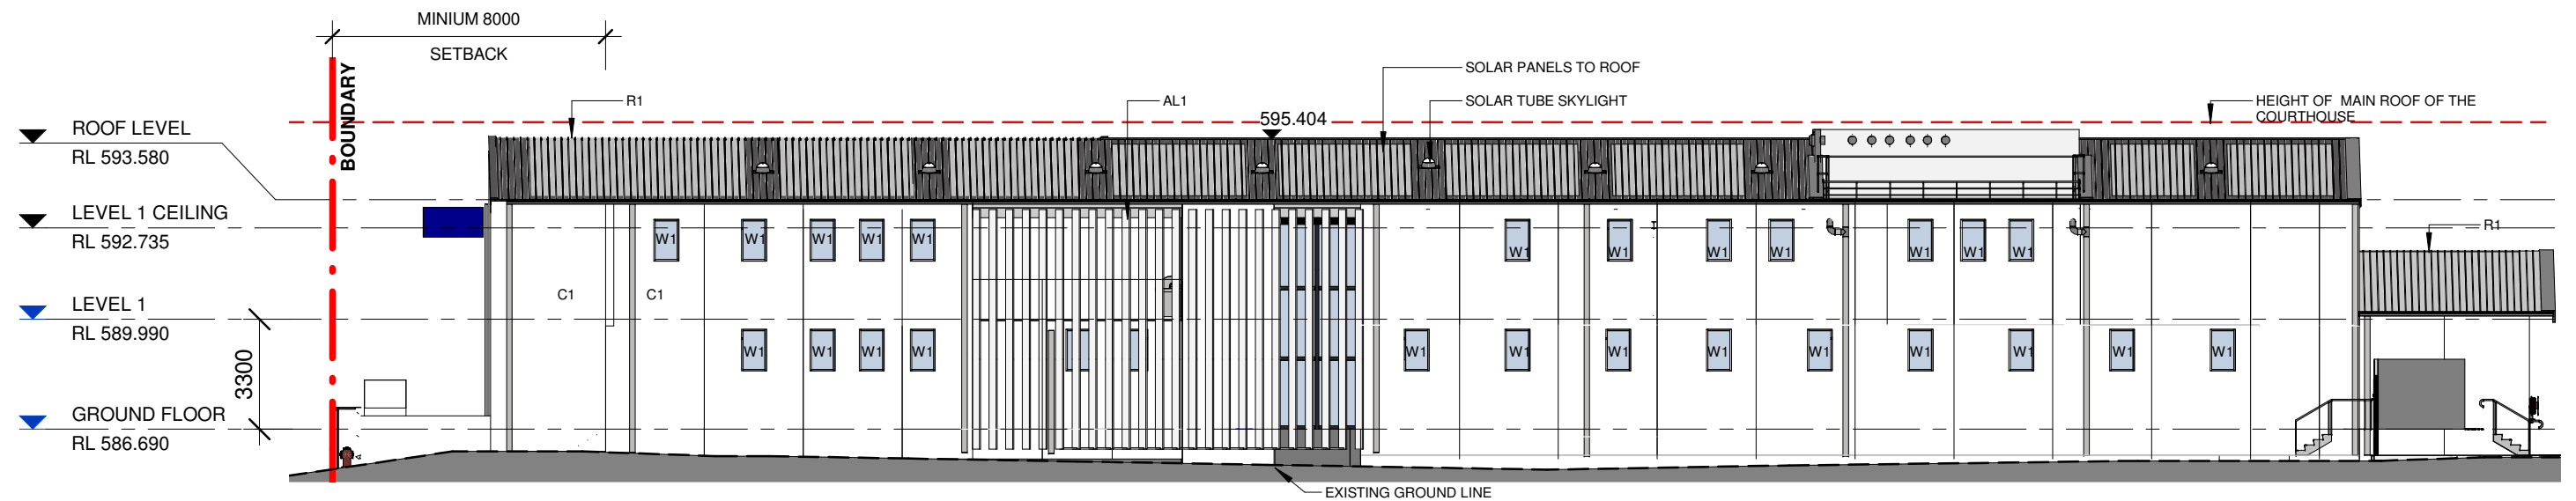 MINIUM 8000
SETBACK
BOUNDARY
SOLAR PANELS TO ROOF
R1
AL1
SOLAR TUBE SKYLIGHT
HEIGHT OF MAIN ROOF OF THE
COURTHOUSE
595.404
ROOF LEVEL
RL 593.580
LEVEL 1 CEILING
RL 592.735
R1
W1 W1 W1 W1 W1 W1 W1 W1 W1 W1 W1 W1
C1 C1
LEVEL 1
RL 589.990
W1 W1 W1 W1 W1 W1 W1 W1 W1 W1 W1 W1 W1
3300
GROUND FLOOR
RL 586.690
EXISTING GROUND LINE